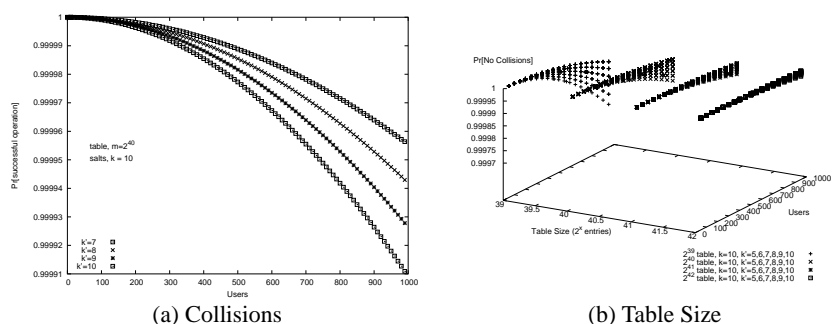 1
0.99999
0.99998
0.99997
0.99996
0.99995
0.99994
0.99993
0.99992
0.99991
Pr[successful operation]
table, m=2^40
salts, k = 10
k'=7
k'=8
k'=9
k'=10
0 100 200 300 400 500 600 700 800 900 1000
Users
(a) Collisions
Pr[No Collisions]
1
0.99995
0.9999
0.99985
0.9998
0.99975
0.9997
39
39.5
40
40.5
41
41.5
42
Table Size (2^x entries)
0
100
200
300
400
500
600
700
800
900
1000
Users
2^39 table, k=10, k'=5,6,7,8,9,10
2^40 table, k=10, k'=5,6,7,8,9,10
2^41 table, k=10, k'=5,6,7,8,9,10
2^42 table, k=10, k'=5,6,7,8,9,10
(b) Table Size